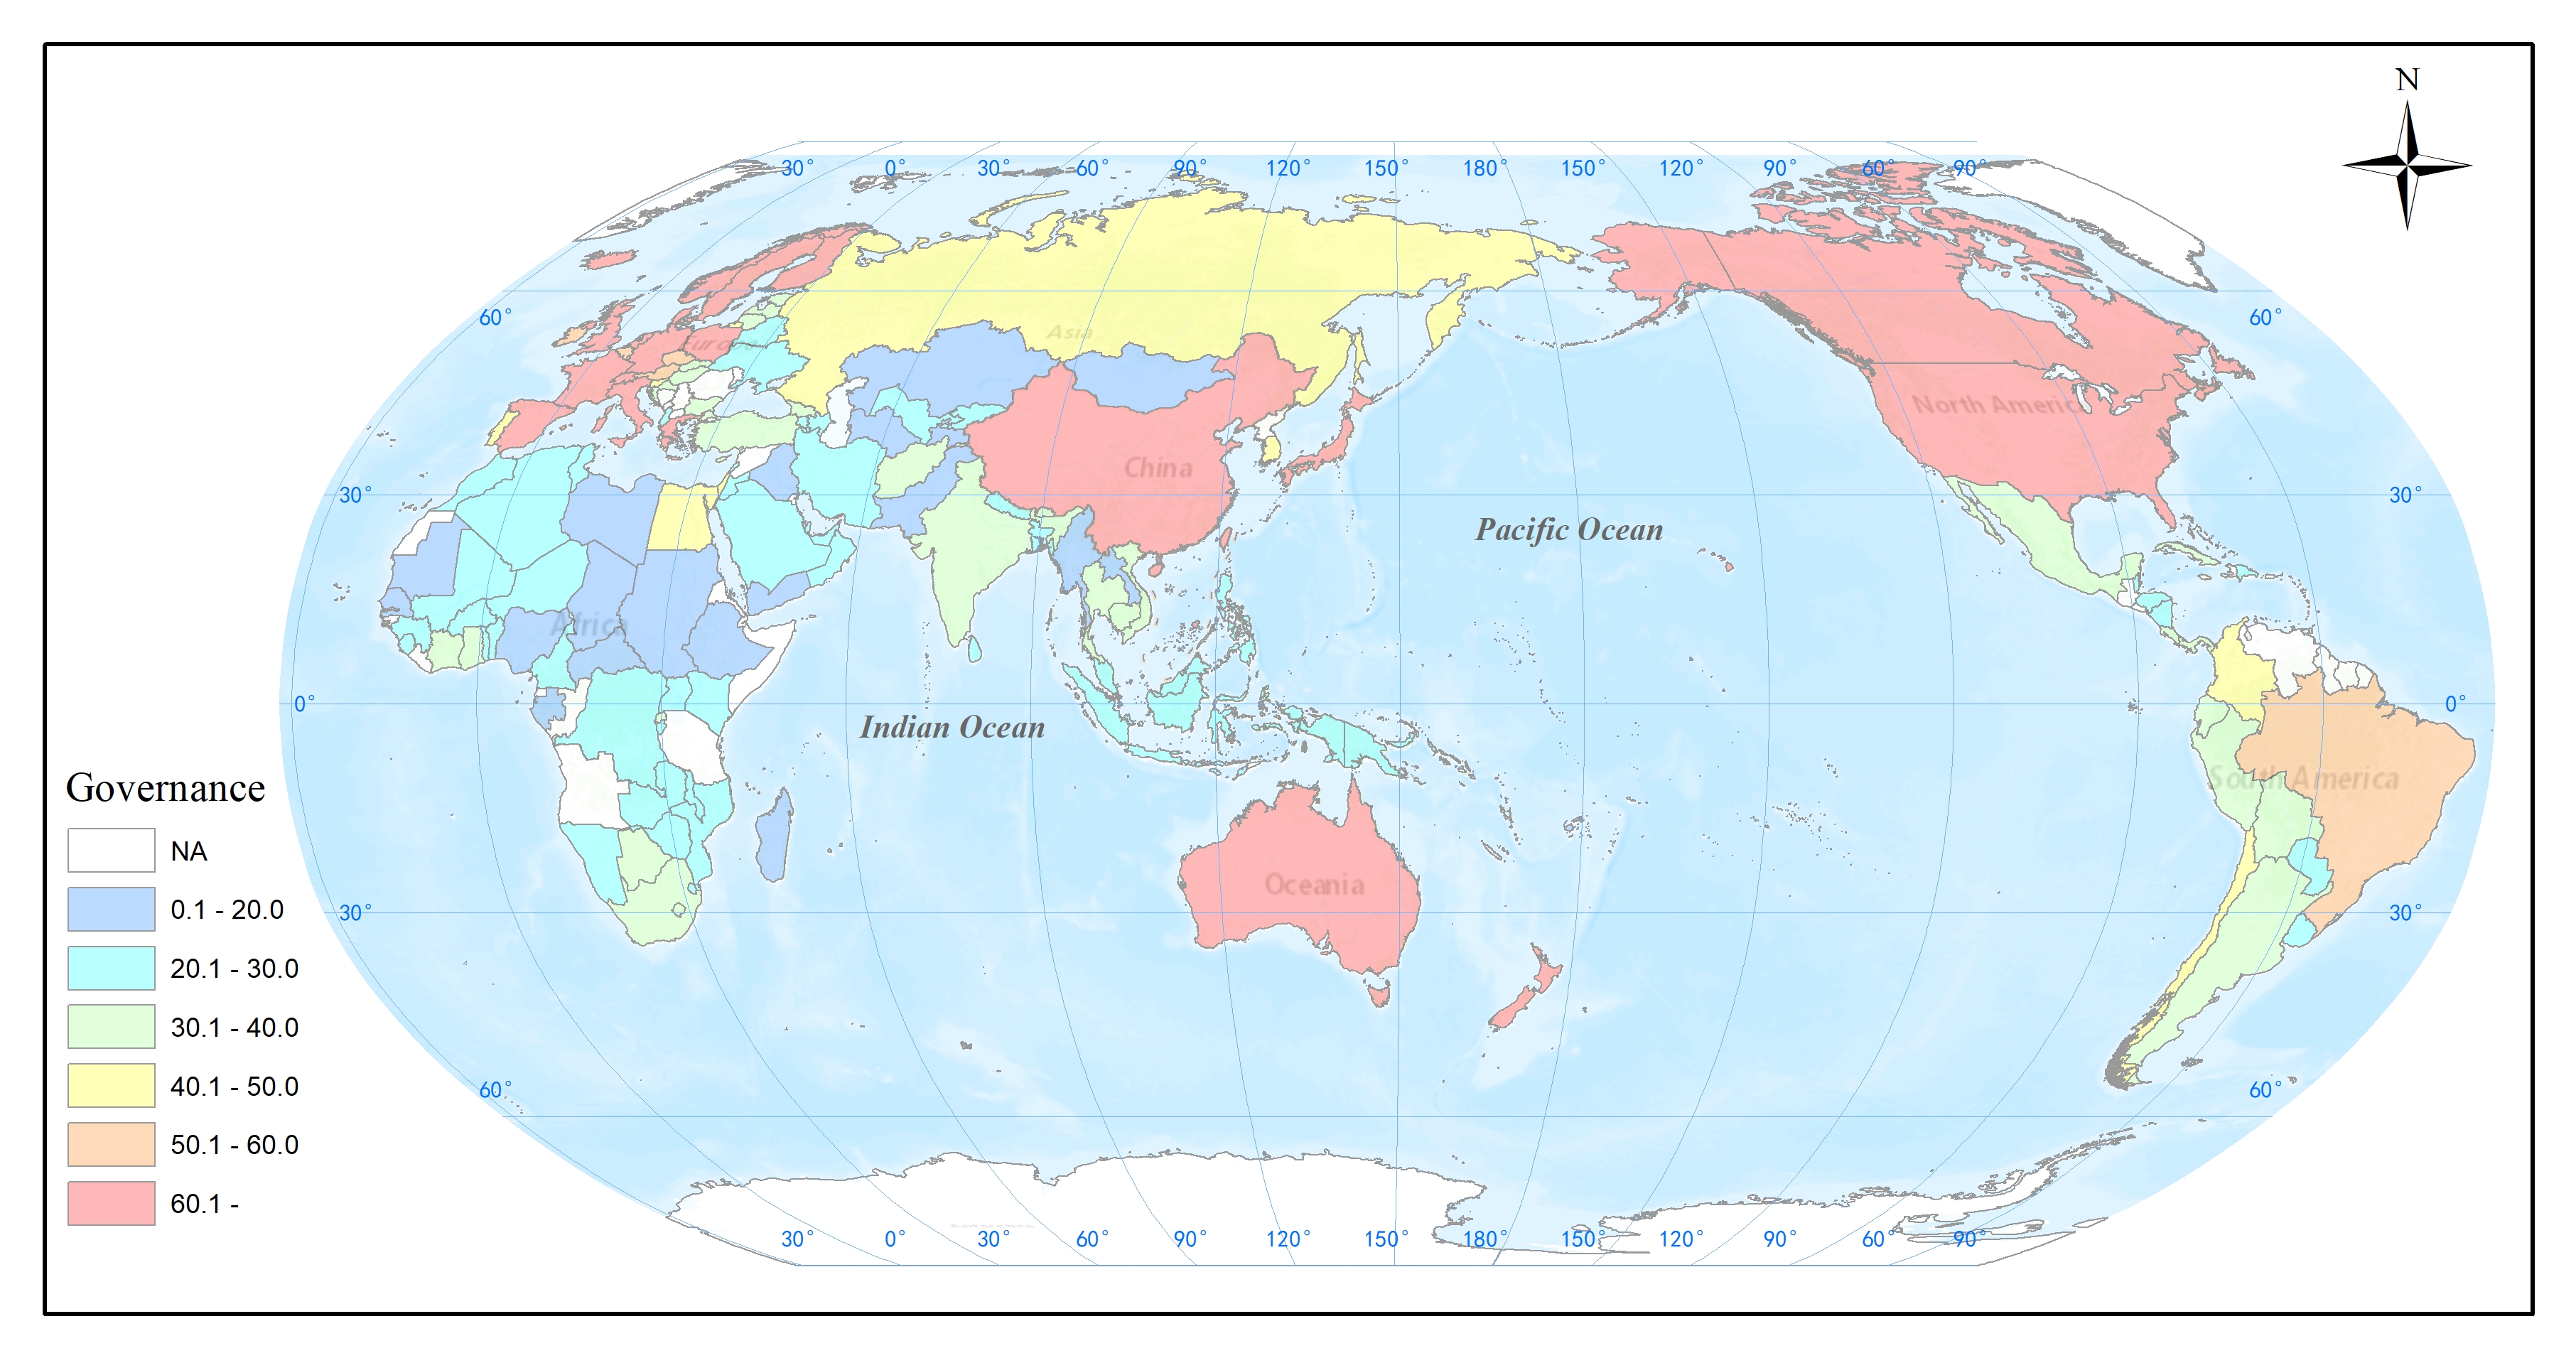 N
30° 0° 30° 60° 90° 120° 150° 180° 150° 120° 90° 60° 90°
60° 60°
Asia
Europe
North America
China
30° 30°
Pacific Ocean
Africa
0° 0°
Indian Ocean
South America
Governance
NA
0.1 - 20.0
20.1 - 30.0
30.1 - 40.0
40.1 - 50.0
50.1 - 60.0
60.1 -
Oceania
30° 30°
60° 60°
Antarctica
30° 0° 30° 60° 90° 120° 150° 180° 150° 120° 90° 60° 90°